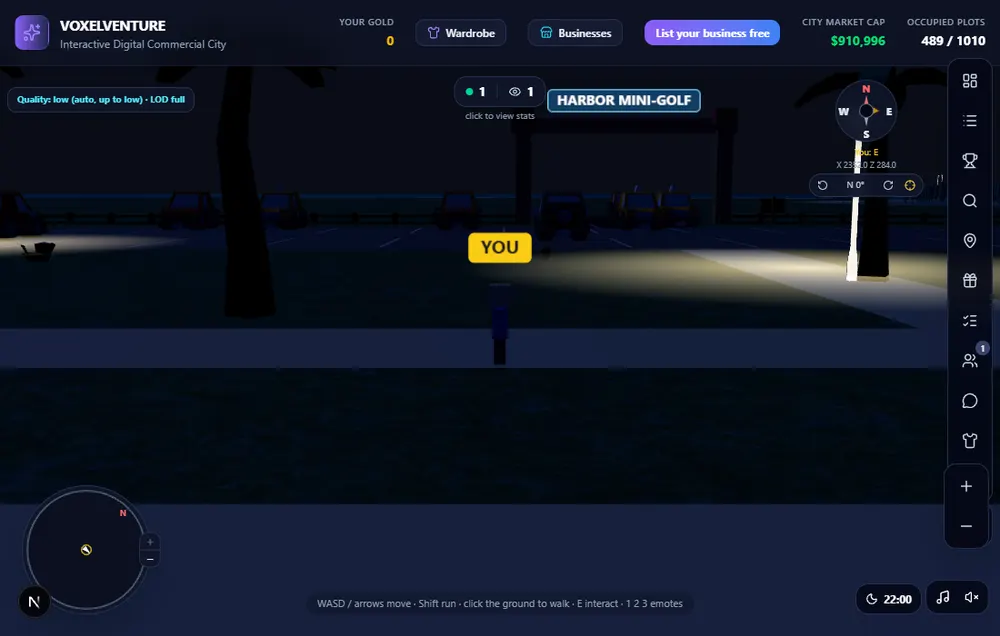 VOXELVENTURE
Interactive Digital Commercial City
YOUR GOLD
0
Wardrobe
Businesses
List your business free
CITY MARKET CAP
$910,996
OCCUPIED PLOTS
489 / 1010
Quality: low (auto, up to low) · LOD full
1
1
click to view stats
HARBOR MINI-GOLF
N
W
E
S
You: E
Z 284.0
N 0°
YOU
1
N
+
−
+
−
N
WASD / arrows move · Shift run · click the ground to walk · E interact · 1 2 3 emotes
22:00